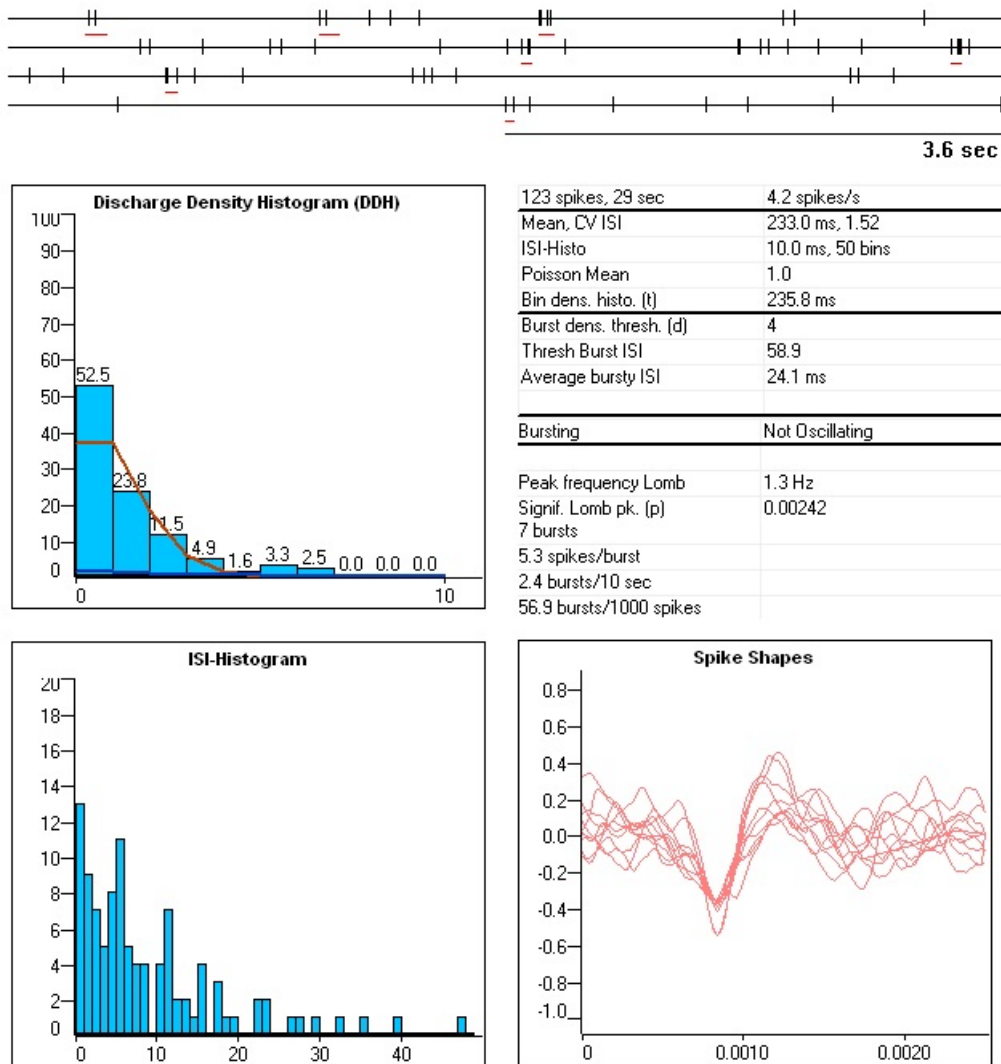 3.6 sec
Discharge Density Histogram (DDH)
100
90
80
70
60
50
40
30
20
10
0
52.5
23.8
11.5
4.9
1.6
3.3
2.5
0.0
0.0
0.0
0
10
123 spikes, 29 sec 4.2 spikes/s
Mean, CV ISI 233.0 ms, 1.52
ISI-Histo 10.0 ms, 50 bins
Poisson Mean 1.0
Bin dens. histo. (t) 235.8 ms
Burst dens. thresh. (d) 4
Thresh Burst ISI 58.9
Average bursty ISI 24.1 ms
Bursting Not Oscillating
Peak frequency Lomb 1.3 Hz
Signif. Lomb pk. (p) 0.00242
7 bursts
5.3 spikes/burst
2.4 bursts/10 sec
56.9 bursts/1000 spikes
ISI-Histogram
20
18
16
14
12
10
8
6
4
2
0
0 10 20 30 40
Spike Shapes
0.8
0.6
0.4
0.2
0.0
-0.2
-0.4
-0.6
-0.8
-1.0
0 0.0010 0.0020